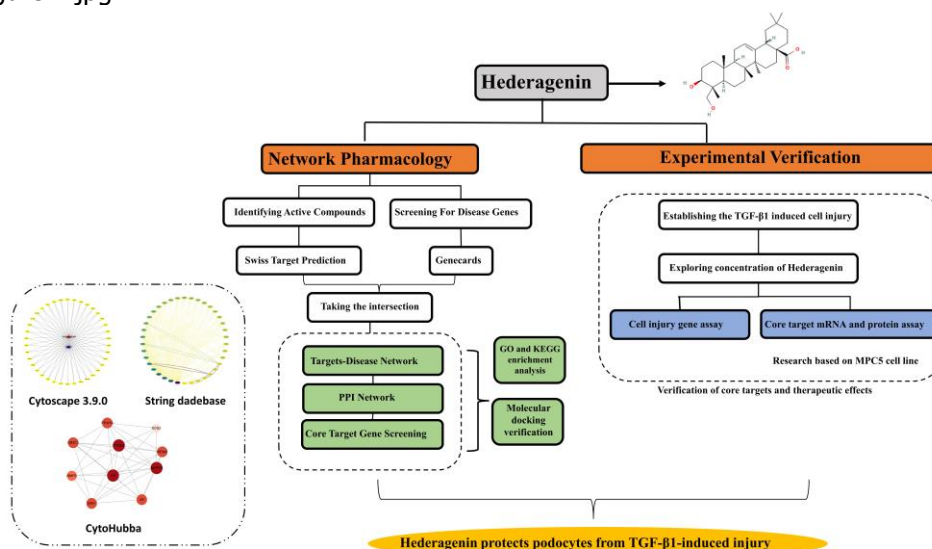 Hederagenin
Network Pharmacology
Experimental Verification
Identifying Active Compounds
Screening For Disease Genes
Swiss Target Prediction
Genecards
Taking the intersection
Targets-Disease Network
PPI Network
Core Target Gene Screening
GO and KEGG
enrichment
analysis
Molecular
docking
verification
Establishing the TGF-β1 induced cell injury
Exploring concentration of Hederagenin
Cell injury gene assay
Core target mRNA and protein assay
Research based on MPC5 cell line
Verification of core targets and therapeutic effects
Cytoscape 3.9.0
String dadebase
CytoHubba
Hederagenin protects podocytes from TGF-β1-induced injury